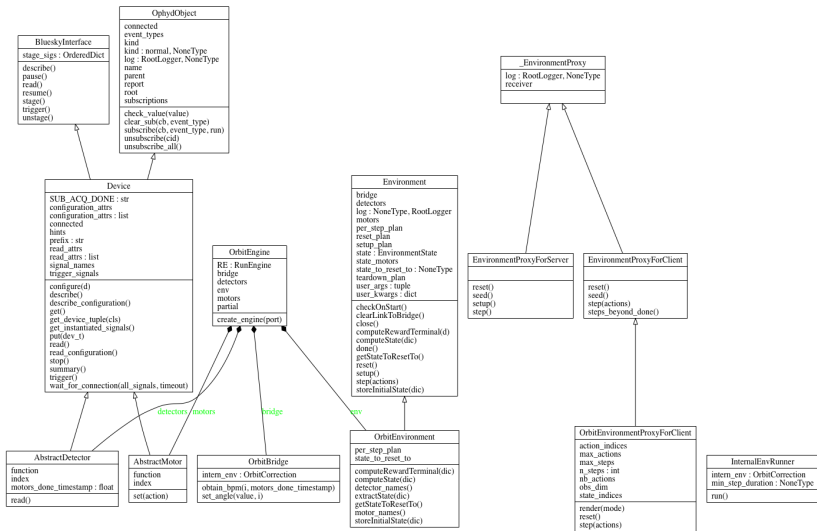 BlueskyInterface
stage_sigs : OrderedDict
describe()
pause()
read()
resume()
stage()
trigger()
unstage()
OphydObject
connected
event_types
kind
kind : normal, NoneType
log : RootLogger, NoneType
name
parent
report
root
subscriptions
check_value(value)
clear_sub(cb, event_type)
subscribe(cb, event_type, run)
unsubscribe(cid)
unsubscribe_all()
_EnvironmentProxy
log : RootLogger, NoneType
receiver
Device
SUB_ACQ_DONE : str
configuration_attrs
configuration_attrs : list
connected
hints
prefix : str
read_attrs
read_attrs : list
signal_names
trigger_signals
configure(d)
describe()
describe_configuration()
get()
get_device_tuple(cls)
get_instantiated_signals()
put(dev_t)
read()
read_configuration()
stop()
summary()
trigger()
wait_for_connection(all_signals, timeout)
OrbitEngine
RE : RunEngine
bridge
detectors
env
motors
partial
create_engine(port)
Environment
bridge
detectors
log : NoneType, RootLogger
motors
per_step_plan
reset_plan
setup_plan
state : EnvironmentState
state_motors
state_to_reset_to : NoneType
teardown_plan
user_args : tuple
user_kwargs : dict
checkOnStart()
clearLinkToBridge()
close()
computeRewardTerminal(d)
computeState(dic)
done()
getStateToResetTo()
reset()
setup()
step(actions)
storeInitialState(dic)
EnvironmentProxyForServer
reset()
seed()
setup()
step()
EnvironmentProxyForClient
reset()
seed()
step(actions)
steps_beyond_done()
detectors
motors
bridge
env
AbstractDetector
function
index
motors_done_timestamp : float
read()
AbstractMotor
function
index
set(action)
OrbitBridge
intern_env : OrbitCorrection
obtain_bpm(i, motors_done_timestamp)
set_angle(value, i)
OrbitEnvironment
per_step_plan
state_to_reset_to
computeRewardTerminal(dic)
computeState(dic)
detector_names()
extractState(dic)
getStateToResetTo()
motor_names()
storeInitialState(dic)
OrbitEnvironmentProxyForClient
action_indices
max_actions
max_steps
n_steps : int
nb_actions
obs_dim
state_indices
render(mode)
reset()
step(actions)
InternalEnvRunner
intern_env : OrbitCorrection
min_step_duration : NoneType
run()